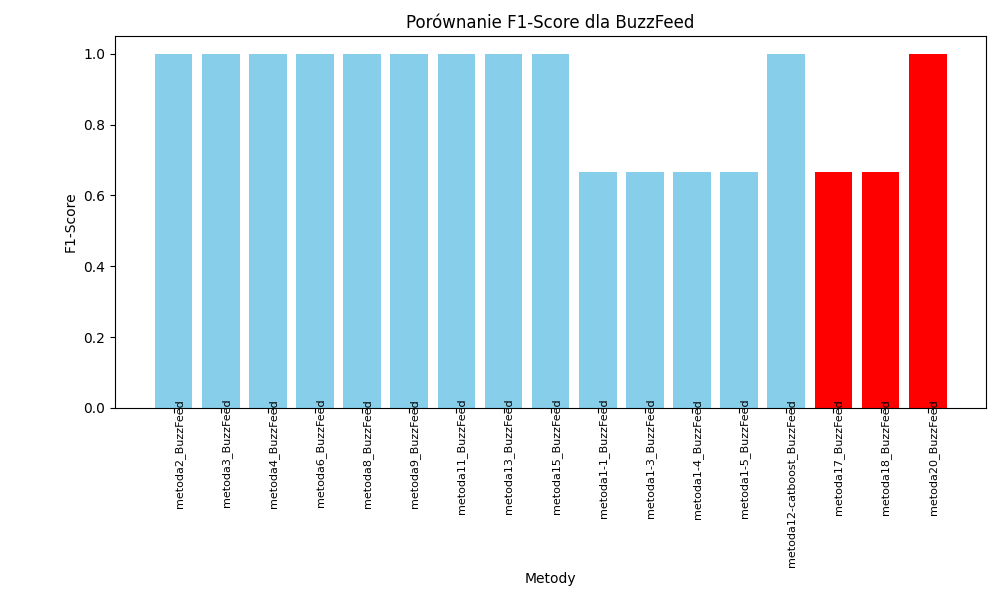 Porównanie F1-Score dla BuzzFeed
F1-Score
1.0
0.8
0.6
0.4
0.2
0.0
metoda2_BuzzFeed
metoda3_BuzzFeed
metoda4_BuzzFeed
metoda6_BuzzFeed
metoda8_BuzzFeed
metoda9_BuzzFeed
metoda11_BuzzFeed
metoda13_BuzzFeed
metoda15_BuzzFeed
metoda1-1_BuzzFeed
metoda1-3_BuzzFeed
metoda1-4_BuzzFeed
metoda1-5_BuzzFeed
metoda12-catboost_BuzzFeed
metoda17_BuzzFeed
metoda18_BuzzFeed
metoda20_BuzzFeed
Metody